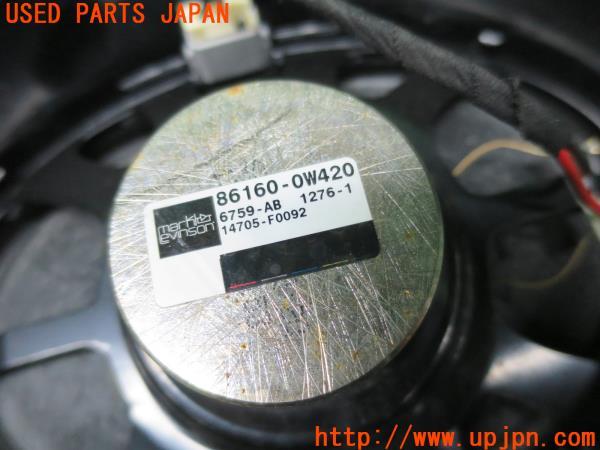 USED PARTS JAPAN
86160-0W420
6759-AB 1276-1
14705-F0092
mark
levinson
http://www.upjpn.com